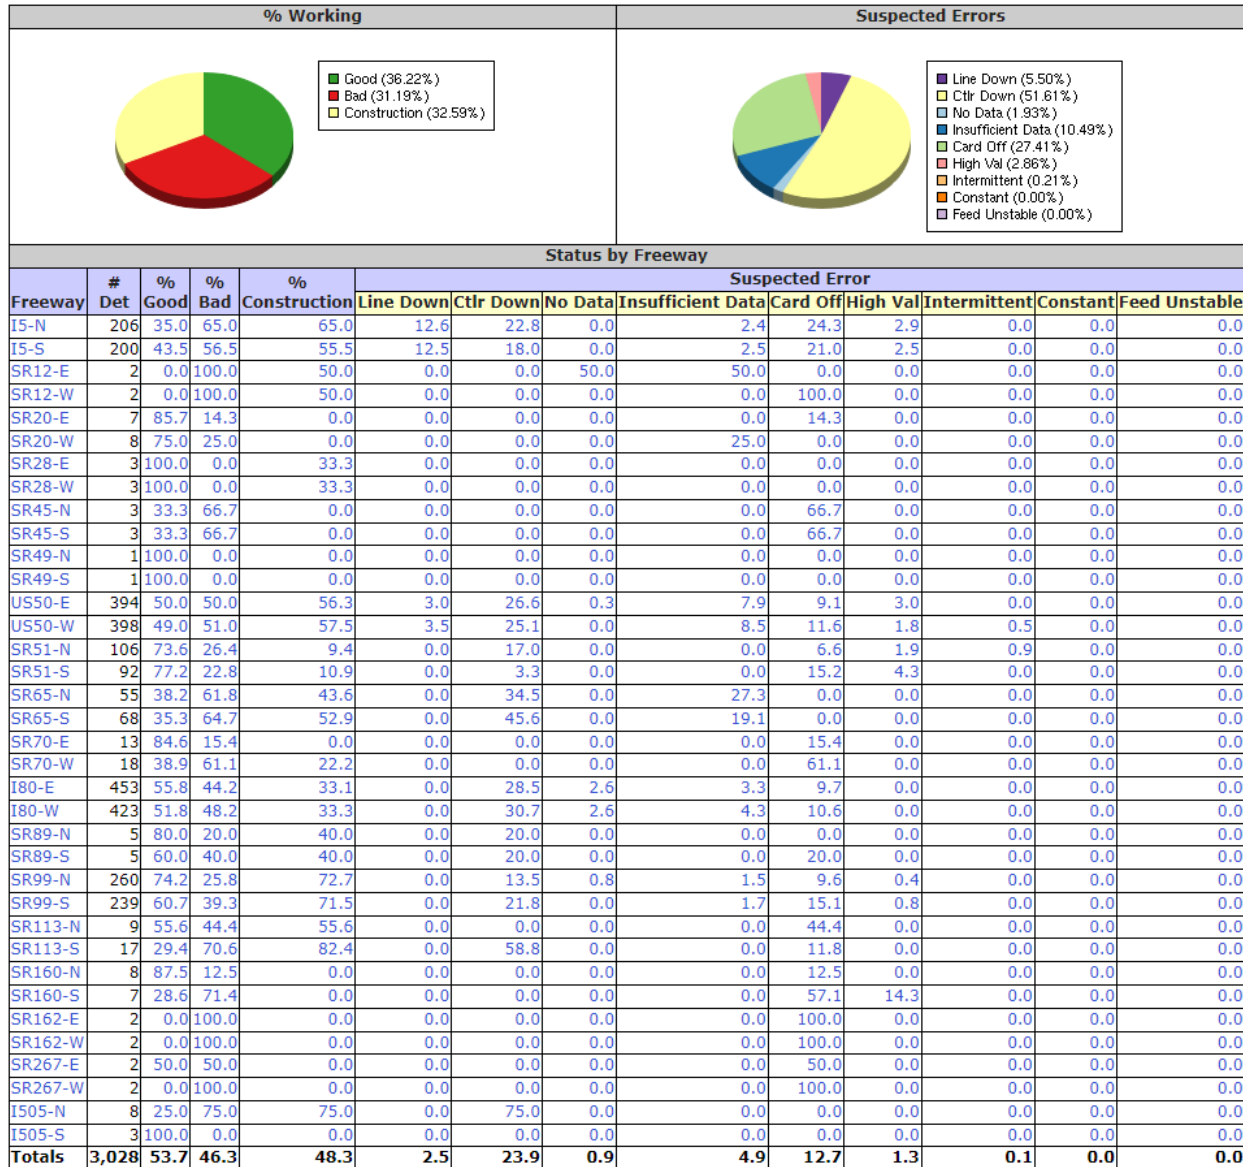 % Working
Suspected Errors
Good (36.22%)
Bad (31.19%)
Construction (32.59%)
Line Down (5.50%)
Ctlr Down (51.61%)
No Data (1.93%)
Insufficient Data (10.49%)
Card Off (27.41%)
High Val (2.86%)
Intermittent (0.21%)
Constant (0.00%)
Feed Unstable (0.00%)
Status by Freeway
Freeway # Det % Good % Bad % Construction Suspected Error
Line Down Ctlr Down No Data Insufficient Data Card Off High Val Intermittent Constant Feed Unstable
I5-N 206 35.0 65.0 65.0 12.6 22.8 0.0 2.4 24.3 2.9 0.0 0.0 0.0
I5-S 200 43.5 56.5 55.5 12.5 18.0 0.0 2.5 21.0 2.5 0.0 0.0 0.0
SR12-E 2 0.0 100.0 50.0 0.0 0.0 50.0 50.0 0.0 0.0 0.0 0.0 0.0
SR12-W 2 0.0 100.0 50.0 0.0 0.0 0.0 0.0 100.0 0.0 0.0 0.0 0.0
SR20-E 7 85.7 14.3 0.0 0.0 0.0 0.0 0.0 14.3 0.0 0.0 0.0 0.0
SR20-W 8 75.0 25.0 0.0 0.0 0.0 0.0 25.0 0.0 0.0 0.0 0.0 0.0
SR28-E 3 100.0 0.0 33.3 0.0 0.0 0.0 0.0 0.0 0.0 0.0 0.0 0.0
SR28-W 3 100.0 0.0 33.3 0.0 0.0 0.0 0.0 0.0 0.0 0.0 0.0 0.0
SR45-N 3 33.3 66.7 0.0 0.0 0.0 0.0 0.0 66.7 0.0 0.0 0.0 0.0
SR45-S 3 33.3 66.7 0.0 0.0 0.0 0.0 0.0 66.7 0.0 0.0 0.0 0.0
SR49-N 1 100.0 0.0 0.0 0.0 0.0 0.0 0.0 0.0 0.0 0.0 0.0 0.0
SR49-S 1 100.0 0.0 0.0 0.0 0.0 0.0 0.0 0.0 0.0 0.0 0.0 0.0
US50-E 394 50.0 50.0 56.3 3.0 26.6 0.3 7.9 9.1 3.0 0.0 0.0 0.0
US50-W 398 49.0 51.0 57.5 3.5 25.1 0.0 8.5 11.6 1.8 0.5 0.0 0.0
SR51-N 106 73.6 26.4 9.4 0.0 17.0 0.0 0.0 6.6 1.9 0.9 0.0 0.0
SR51-S 92 77.2 22.8 10.9 0.0 3.3 0.0 0.0 15.2 4.3 0.0 0.0 0.0
SR65-N 55 38.2 61.8 43.6 0.0 34.5 0.0 27.3 0.0 0.0 0.0 0.0 0.0
SR65-S 68 35.3 64.7 52.9 0.0 45.6 0.0 19.1 0.0 0.0 0.0 0.0 0.0
SR70-E 13 84.6 15.4 0.0 0.0 0.0 0.0 0.0 15.4 0.0 0.0 0.0 0.0
SR70-W 18 38.9 61.1 22.2 0.0 0.0 0.0 0.0 61.1 0.0 0.0 0.0 0.0
I80-E 453 55.8 44.2 33.1 0.0 28.5 2.6 3.3 9.7 0.0 0.0 0.0 0.0
I80-W 423 51.8 48.2 33.3 0.0 30.7 2.6 4.3 10.6 0.0 0.0 0.0 0.0
SR89-N 5 80.0 20.0 40.0 0.0 20.0 0.0 0.0 0.0 0.0 0.0 0.0 0.0
SR89-S 5 60.0 40.0 40.0 0.0 20.0 0.0 0.0 20.0 0.0 0.0 0.0 0.0
SR99-N 260 74.2 25.8 72.7 0.0 13.5 0.8 1.5 9.6 0.4 0.0 0.0 0.0
SR99-S 239 60.7 39.3 71.5 0.0 21.8 0.0 1.7 15.1 0.8 0.0 0.0 0.0
SR113-N 9 55.6 44.4 55.6 0.0 0.0 0.0 0.0 44.4 0.0 0.0 0.0 0.0
SR113-S 17 29.4 70.6 82.4 0.0 58.8 0.0 0.0 11.8 0.0 0.0 0.0 0.0
SR160-N 8 87.5 12.5 0.0 0.0 0.0 0.0 0.0 12.5 0.0 0.0 0.0 0.0
SR160-S 7 28.6 71.4 0.0 0.0 0.0 0.0 0.0 57.1 14.3 0.0 0.0 0.0
SR162-E 2 0.0 100.0 0.0 0.0 0.0 0.0 0.0 100.0 0.0 0.0 0.0 0.0
SR162-W 2 0.0 100.0 0.0 0.0 0.0 0.0 0.0 100.0 0.0 0.0 0.0 0.0
SR267-E 2 50.0 50.0 0.0 0.0 0.0 0.0 0.0 50.0 0.0 0.0 0.0 0.0
SR267-W 2 0.0 100.0 0.0 0.0 0.0 0.0 0.0 100.0 0.0 0.0 0.0 0.0
I505-N 8 25.0 75.0 75.0 0.0 75.0 0.0 0.0 0.0 0.0 0.0 0.0 0.0
I505-S 3 100.0 0.0 0.0 0.0 0.0 0.0 0.0 0.0 0.0 0.0 0.0 0.0
Totals 3,028 53.7 46.3 48.3 2.5 23.9 0.9 4.9 12.7 1.3 0.1 0.0 0.0